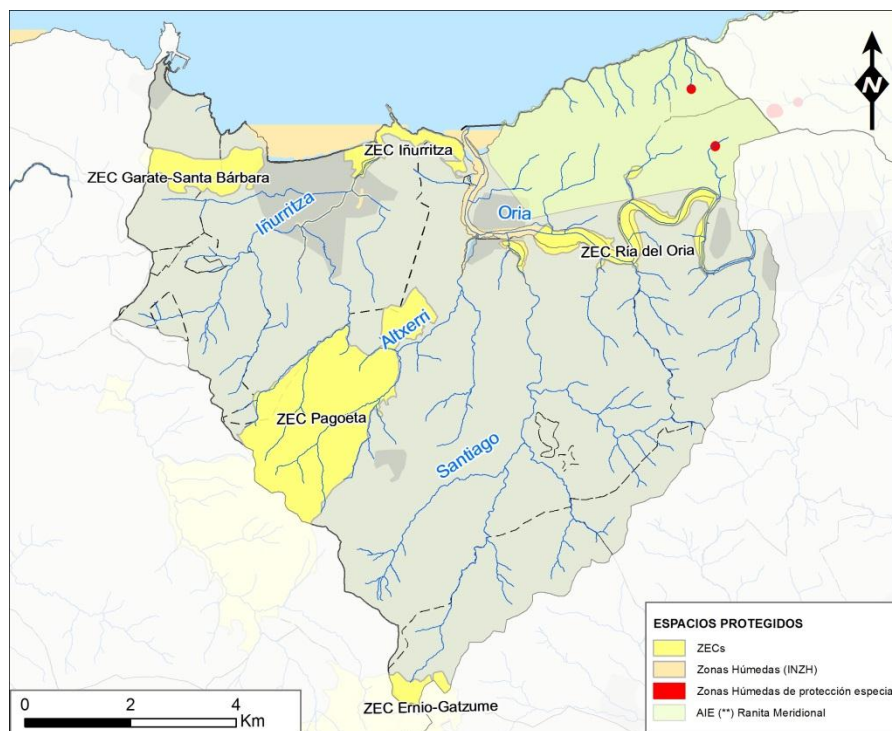 N
ZEC Iñurritza
ZEC Garate-Santa Bárbara
Iñurritza
Oria
ZEC Ría del Oria
Altxerri
ZEC Pagoeta
Santiago
ZEC Ernio-Gatzume
0 2 4
Km
ESPACIOS PROTEGIDOS
ZECs
Zonas Húmedas (INZH)
Zonas Húmedas de protección especial
AIE (**) Ranita Meridional